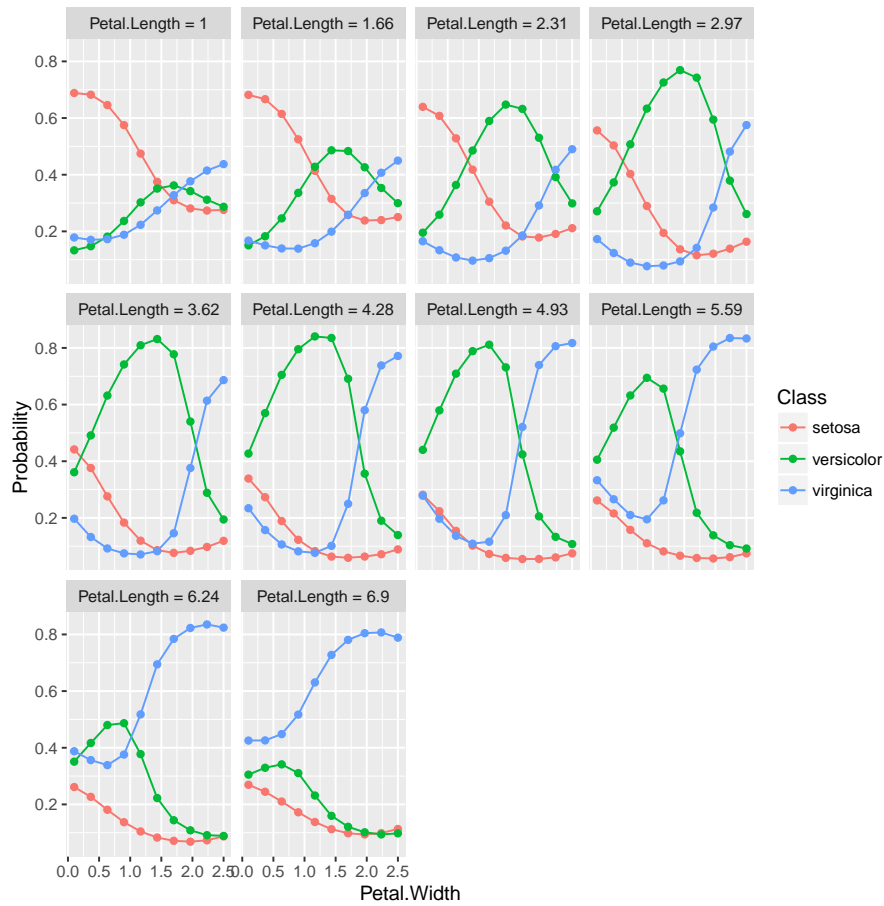 Petal.Length = 1
Petal.Length = 1.66
Petal.Length = 2.31
Petal.Length = 2.97
0.8
0.6
0.4
0.2
Petal.Length = 3.62
Petal.Length = 4.28
Petal.Length = 4.93
Petal.Length = 5.59
0.8
0.6
0.4
0.2
Probability
Class
setosa
versicolor
virginica
Petal.Length = 6.24
Petal.Length = 6.9
0.8
0.6
0.4
0.2
0.0 0.5 1.0 1.5 2.0 2.5
0.0 0.5 1.0 1.5 2.0 2.5
Petal.Width